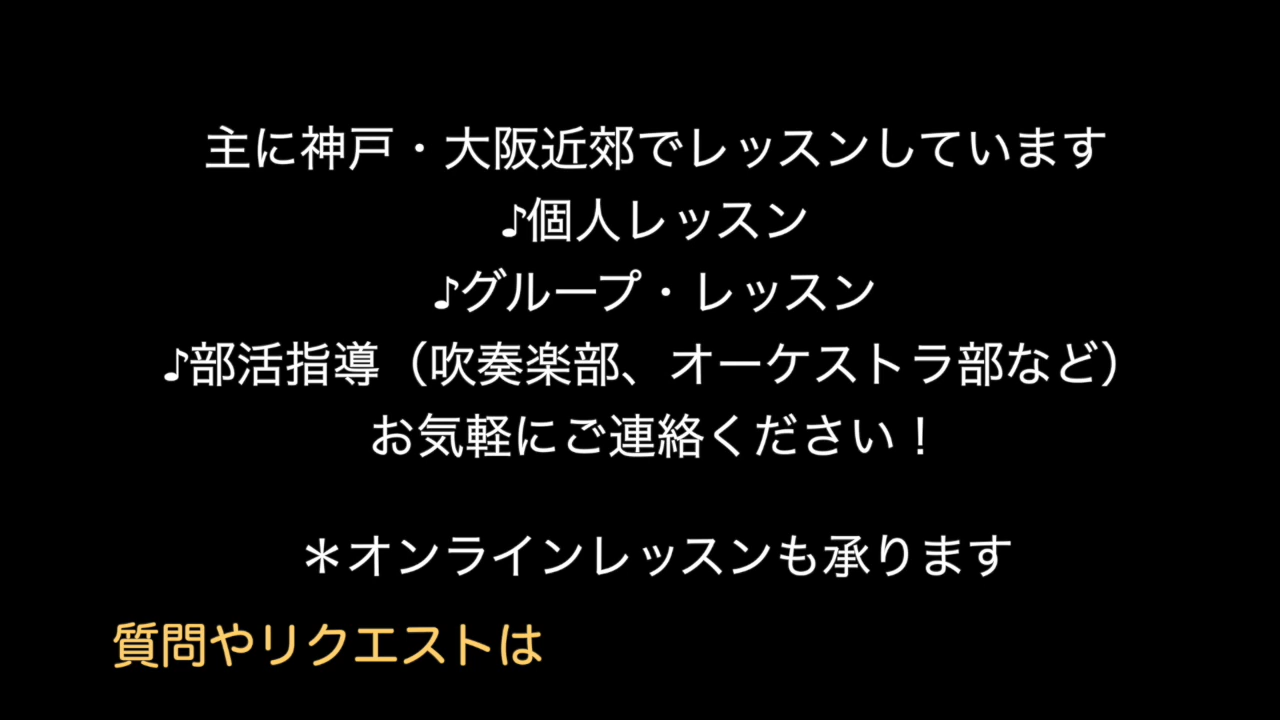 主に神戸・大阪近郊でレッスンしています
♪個人レッスン
♪グループ・レッスン
♪部活指導（吹奏楽部、オーケストラ部など）
お気軽にご連絡ください！
＊オンラインレッスンも承ります
質問やリクエストは